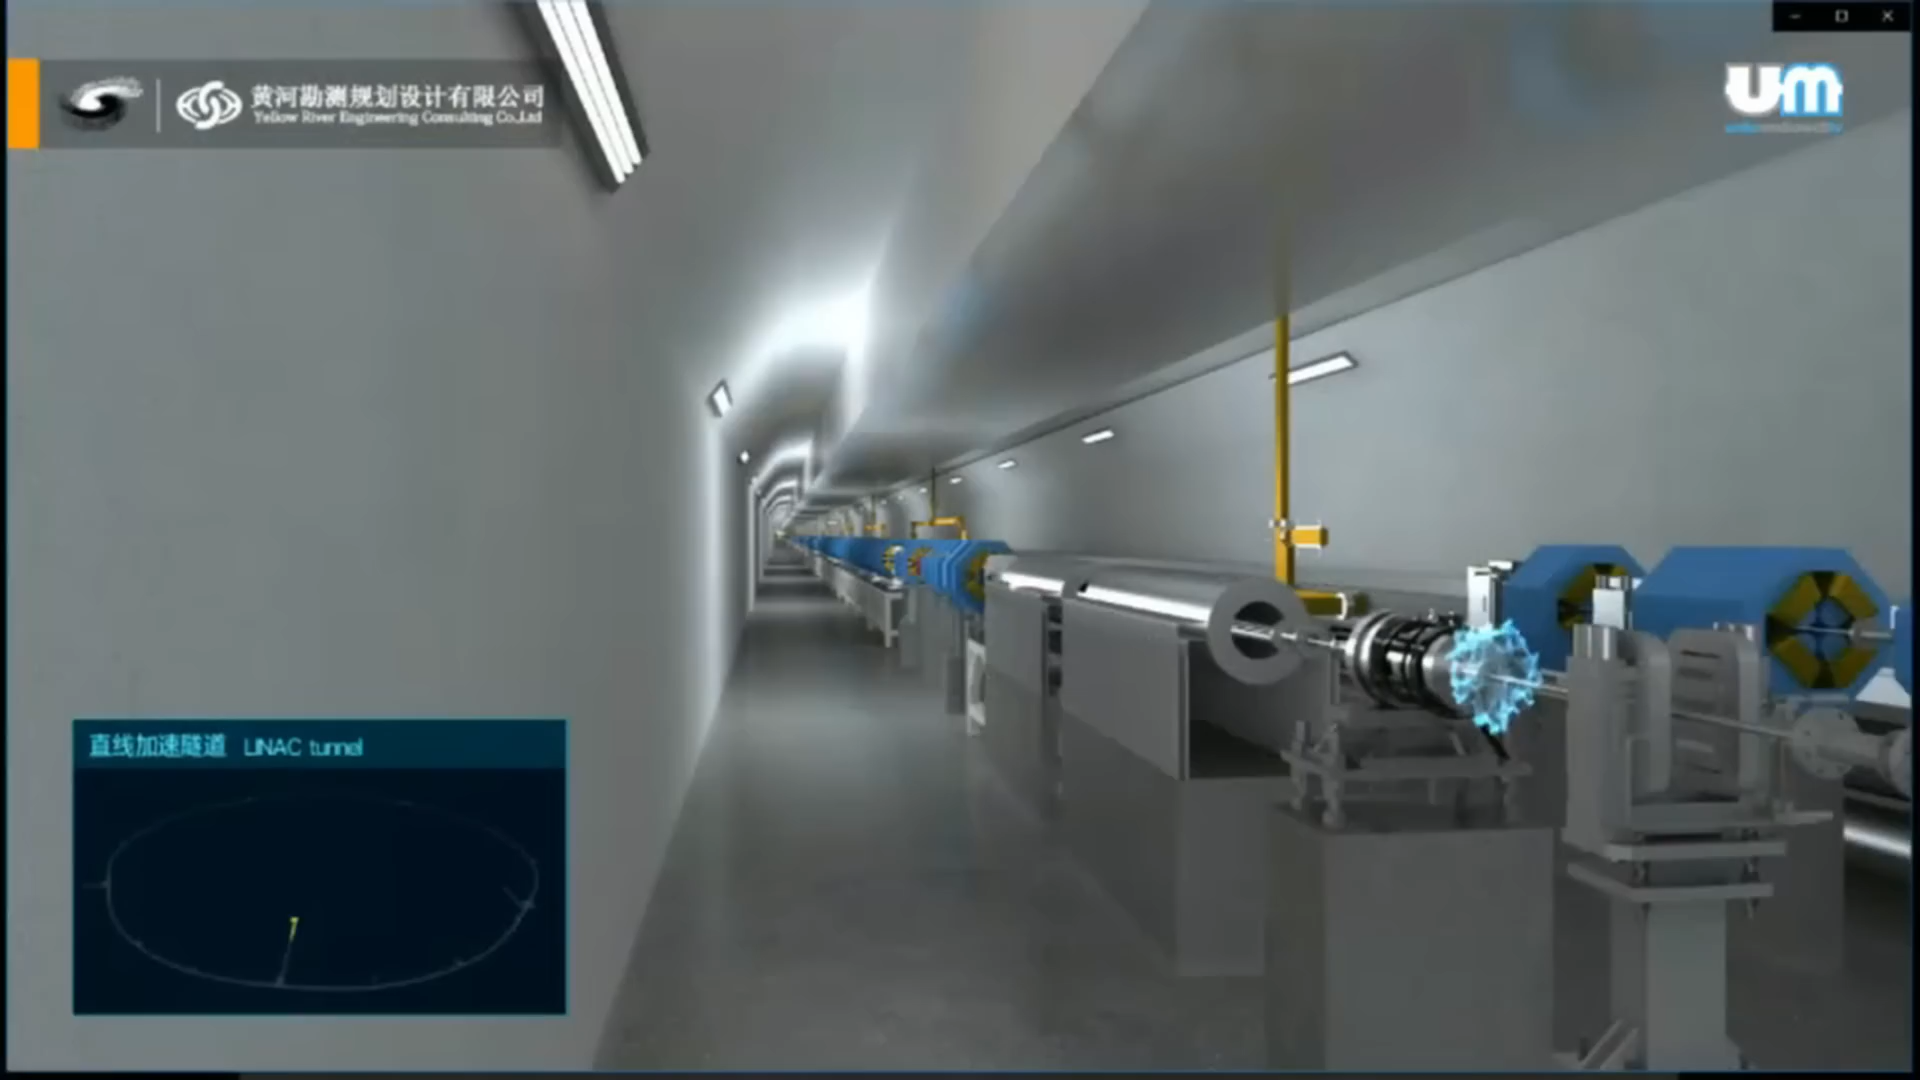 黄河勘测规划设计有限公司
Yellow River Engineering Consulting Co.,Ltd
um
直线加速隧道 LINAC tunnel